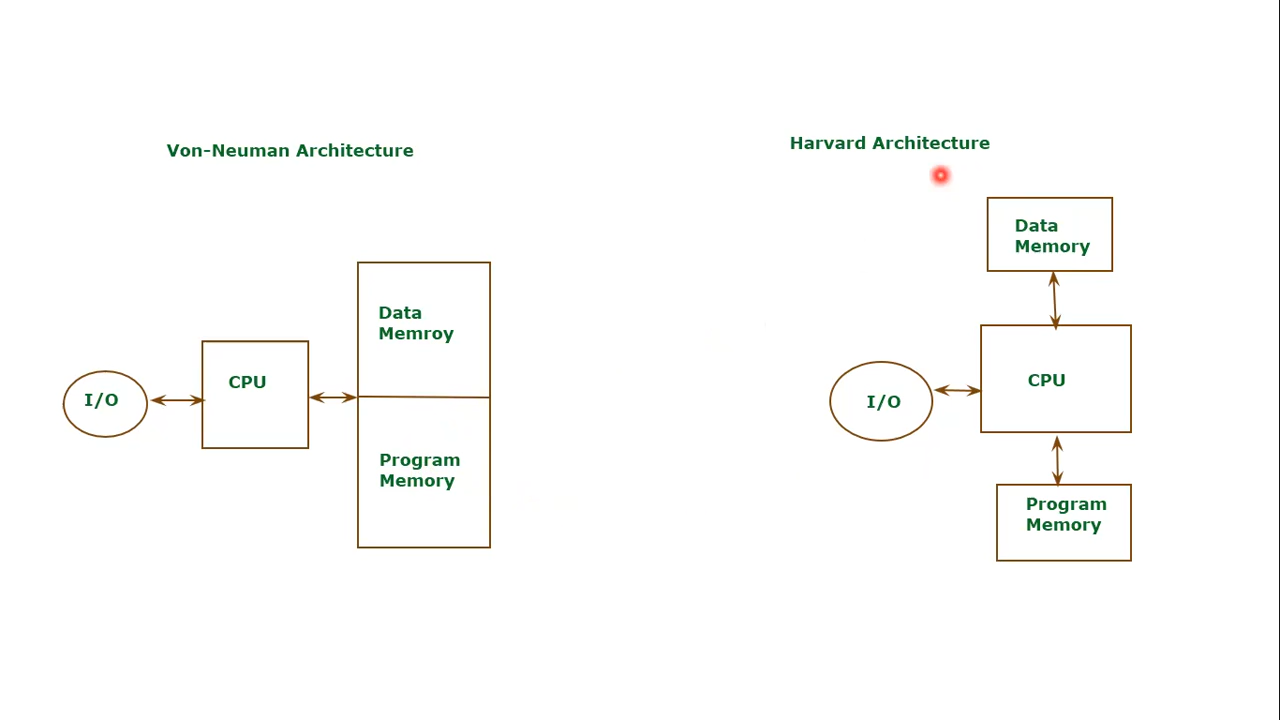 Von-Neuman Architecture
I/O
CPU
Data
Memroy
Program
Memory
Harvard Architecture
Data
Memory
I/O
CPU
Program
Memory